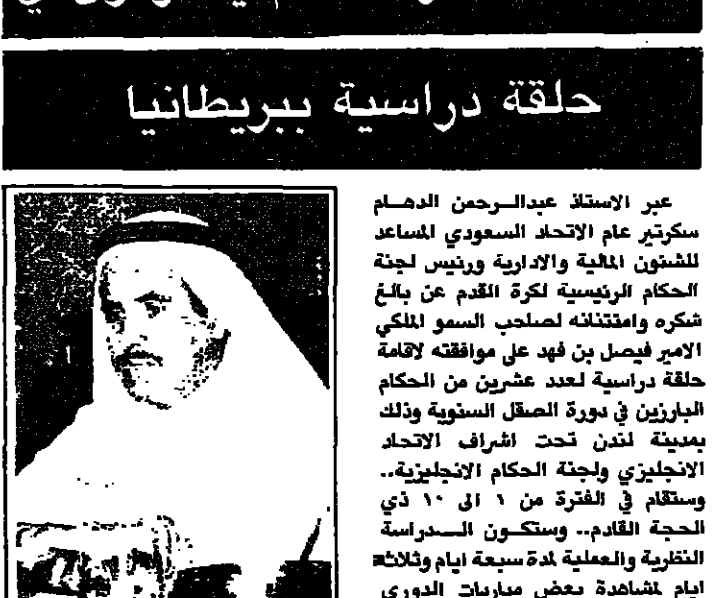 حلقة دراسية ببريطانيا
عبر الاستاذ عبدالرحمن الدهام
سكرتير عام الاتحاد السعودي المساعد
للشئون المالية والادارية ورئيس لجنة
الحكام الرئيسية لكرة القدم عن بالغ
شكره وامتنانه لصاحب السمو الملكي
الامير فيصل بن فهد على موافقته لاقامة
حلقة دراسية لعدد عشرين من الحكام
البارزين في دورة الصقل السنوية وذلك
بمدينة لندن تحت اشراف الاتحاد
الانجليزي ولجنة الحكام الانجليزية..
وستقام في الفترة من ١ الى ١٠ ذي
الحجة القادم.. وستكون الدراسة
النظرية والعملية لمدة سبعة ايام وثلاثة
ايام لمشاهدة بعض مباريات الدوري